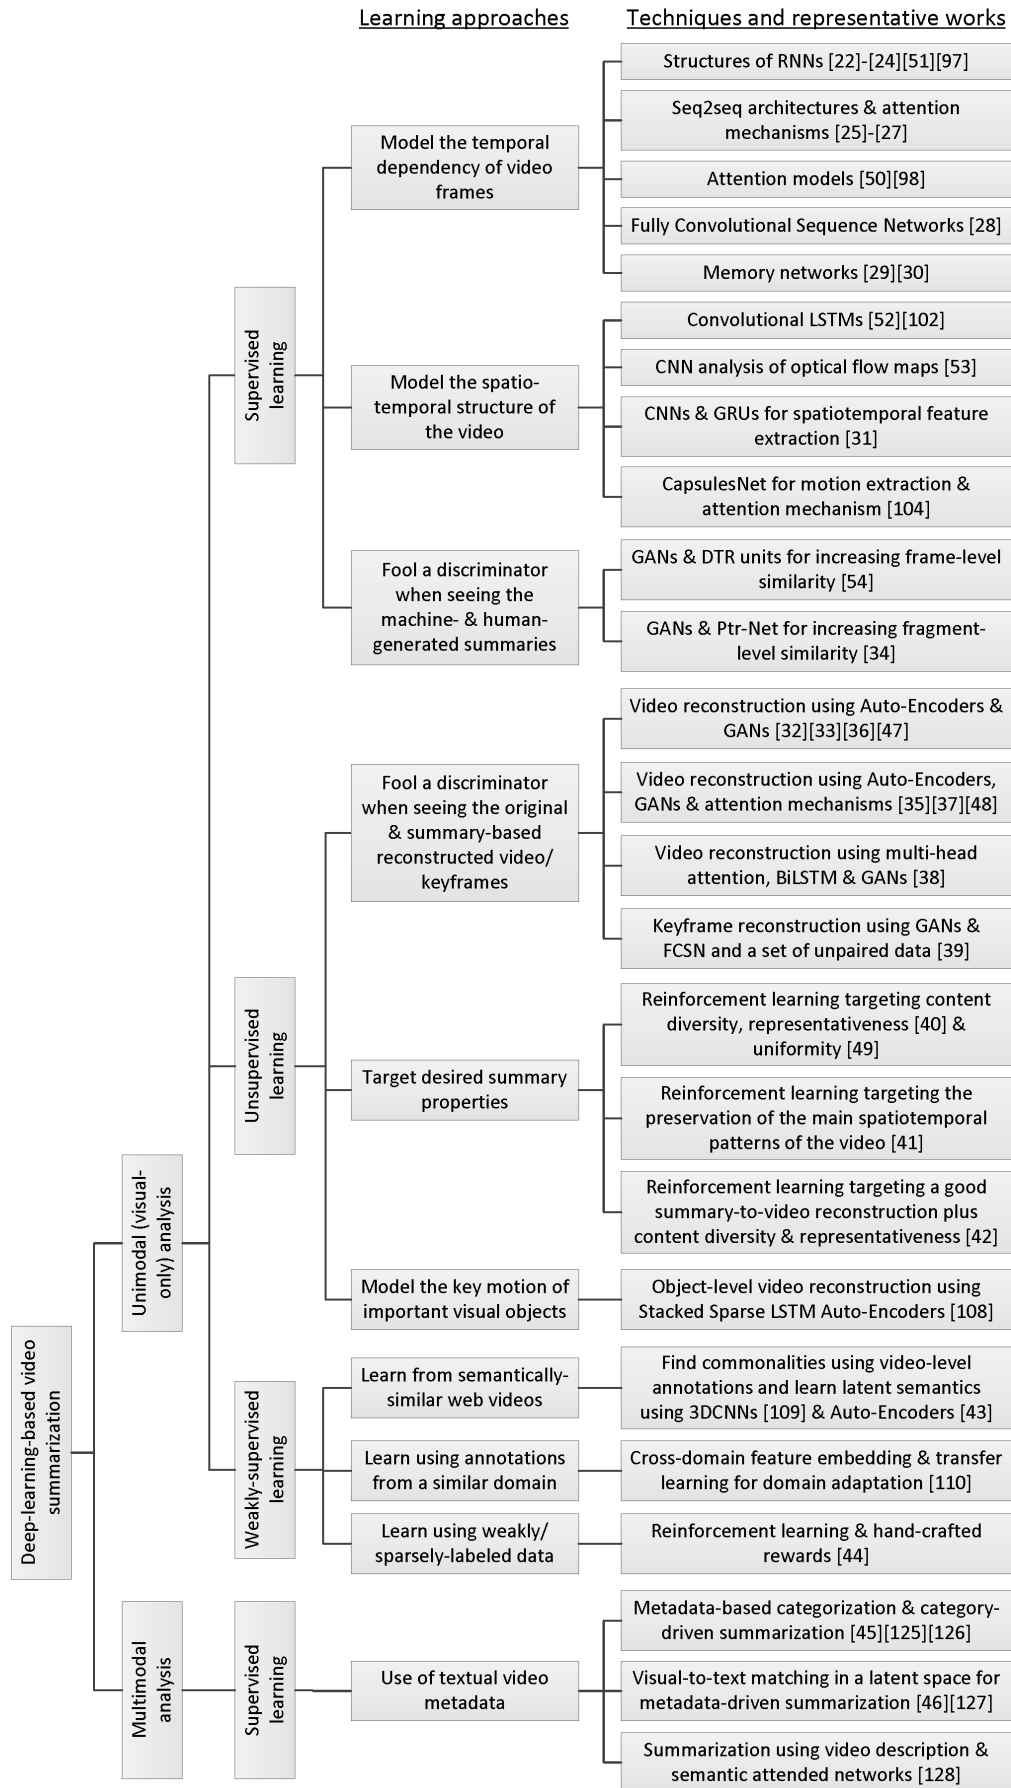 Learning approaches
Techniques and representative works
Structures of RNNs [22]-[24][51][97]
Seq2seq architectures & attention
mechanisms [25]-[27]
Model the temporal
dependency of video
frames
Attention models [50][98]
Fully Convolutional Sequence Networks [28]
Memory networks [29][30]
Supervised
learning
Convolutional LSTMs [52][102]
CNN analysis of optical flow maps [53]
Model the spatio-
temporal structure of
the video
CNNs & GRUs for spatiotemporal feature
extraction [31]
CapsulesNet for motion extraction &
attention mechanism [104]
Fool a discriminator
when seeing the
machine- & human-
generated summaries
GANs & DTR units for increasing frame-level
similarity [54]
GANs & Ptr-Net for increasing fragment-
level similarity [34]
Video reconstruction using Auto-Encoders &
GANs [32][33][36][47]
Fool a discriminator
when seeing the original
& summary-based
reconstructed video/
keyframes
Video reconstruction using Auto-Encoders,
GANs & attention mechanisms [35][37][48]
Video reconstruction using multi-head
attention, BiLSTM & GANs [38]
Keyframe reconstruction using GANs &
FCSN and a set of unpaired data [39]
Unsupervised
learning
Reinforcement learning targeting content
diversity, representativeness [40] &
uniformity [49]
Target desired summary
properties
Reinforcement learning targeting the
preservation of the main spatiotemporal
patterns of the video [41]
Reinforcement learning targeting a good
summary-to-video reconstruction plus
content diversity & representativeness [42]
Unimodal (visual-
only) analysis
Model the key motion of
important visual objects
Object-level video reconstruction using
Stacked Sparse LSTM Auto-Encoders [108]
Deep-learning-based video
summarization
Weakly-supervised
learning
Learn from semantically-
similar web videos
Find commonalities using video-level
annotations and learn latent semantics
using 3DCNNs [109] & Auto-Encoders [43]
Learn using annotations
from a similar domain
Cross-domain feature embedding & transfer
learning for domain adaptation [110]
Learn using weakly/
sparsely-labeled data
Reinforcement learning & hand-crafted
rewards [44]
Multimodal
analysis
Supervised
learning
Use of textual video
metadata
Metadata-based categorization & category-
driven summarization [45][125][126]
Visual-to-text matching in a latent space for
metadata-driven summarization [46][127]
Summarization using video description &
semantic attended networks [128]